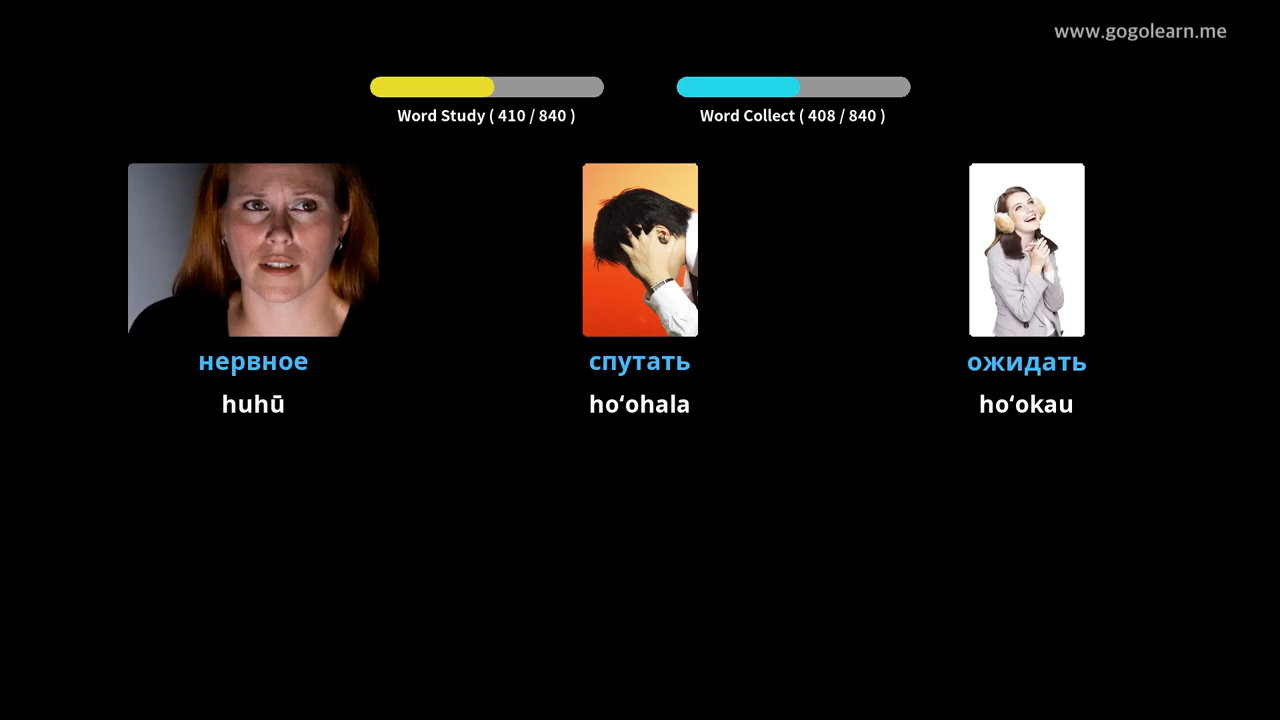 www.gogolearn.me
Word Study ( 410 / 840 )
Word Collect ( 408 / 840 )
нервное
спутать
ожидать
huhū
hoʻohala
hoʻokau